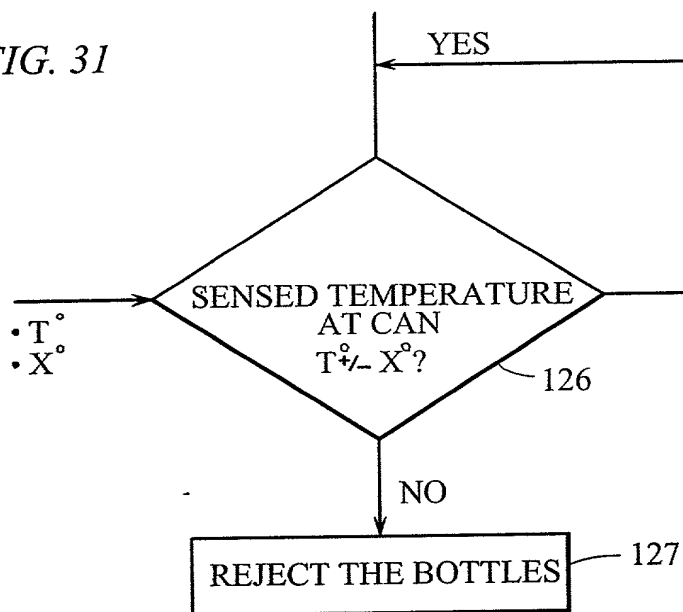 FIG. 31
YES
SENSED TEMPERATURE
AT CAN
T°+/- X°?
• T°
• X°
126
NO
REJECT THE BOTTLES
127